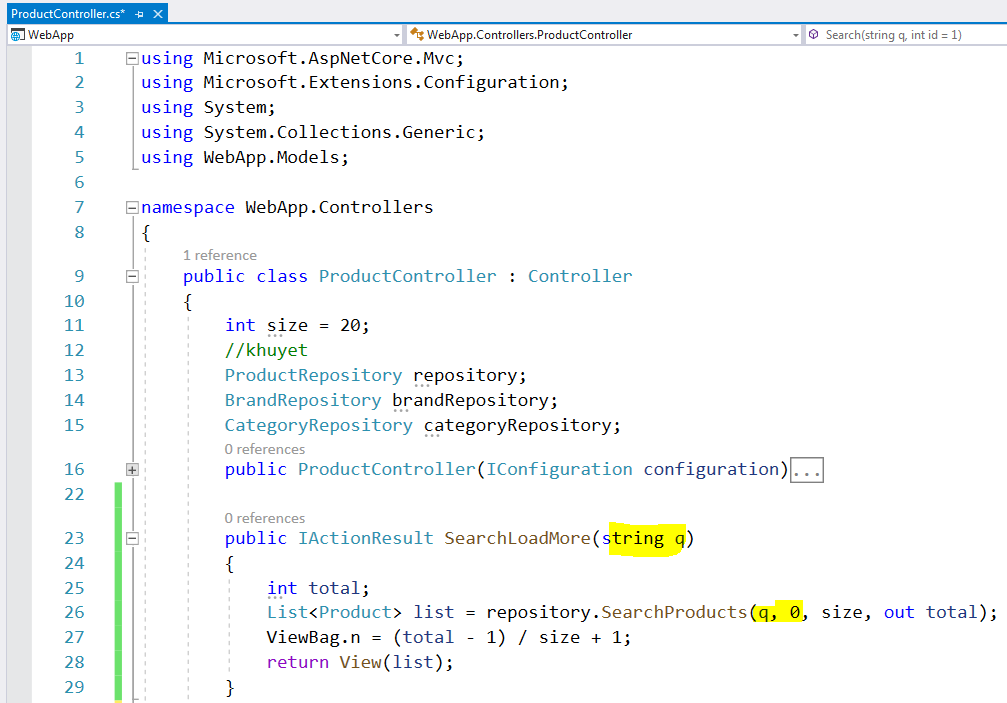 ProductController.cs*
WebApp WebApp.Controllers.ProductController Search(string q, int id = 1)
1 using Microsoft.AspNetCore.Mvc;
2 using Microsoft.Extensions.Configuration;
3 using System;
4 using System.Collections.Generic;
5 using WebApp.Models;
6
7 namespace WebApp.Controllers
8 {
1 reference
9 public class ProductController : Controller
10 {
11 int size = 20;
12 //khuyet
13 ProductRepository repository;
14 BrandRepository brandRepository;
15 CategoryRepository categoryRepository;
0 references
16 public ProductController(IConfiguration configuration)...
22
0 references
23 public IActionResult SearchLoadMore(string q)
24 {
25 int total;
26 List<Product> list = repository.SearchProducts(q, 0, size, out total);
27 ViewBag.n = (total - 1) / size + 1;
28 return View(list);
29 }